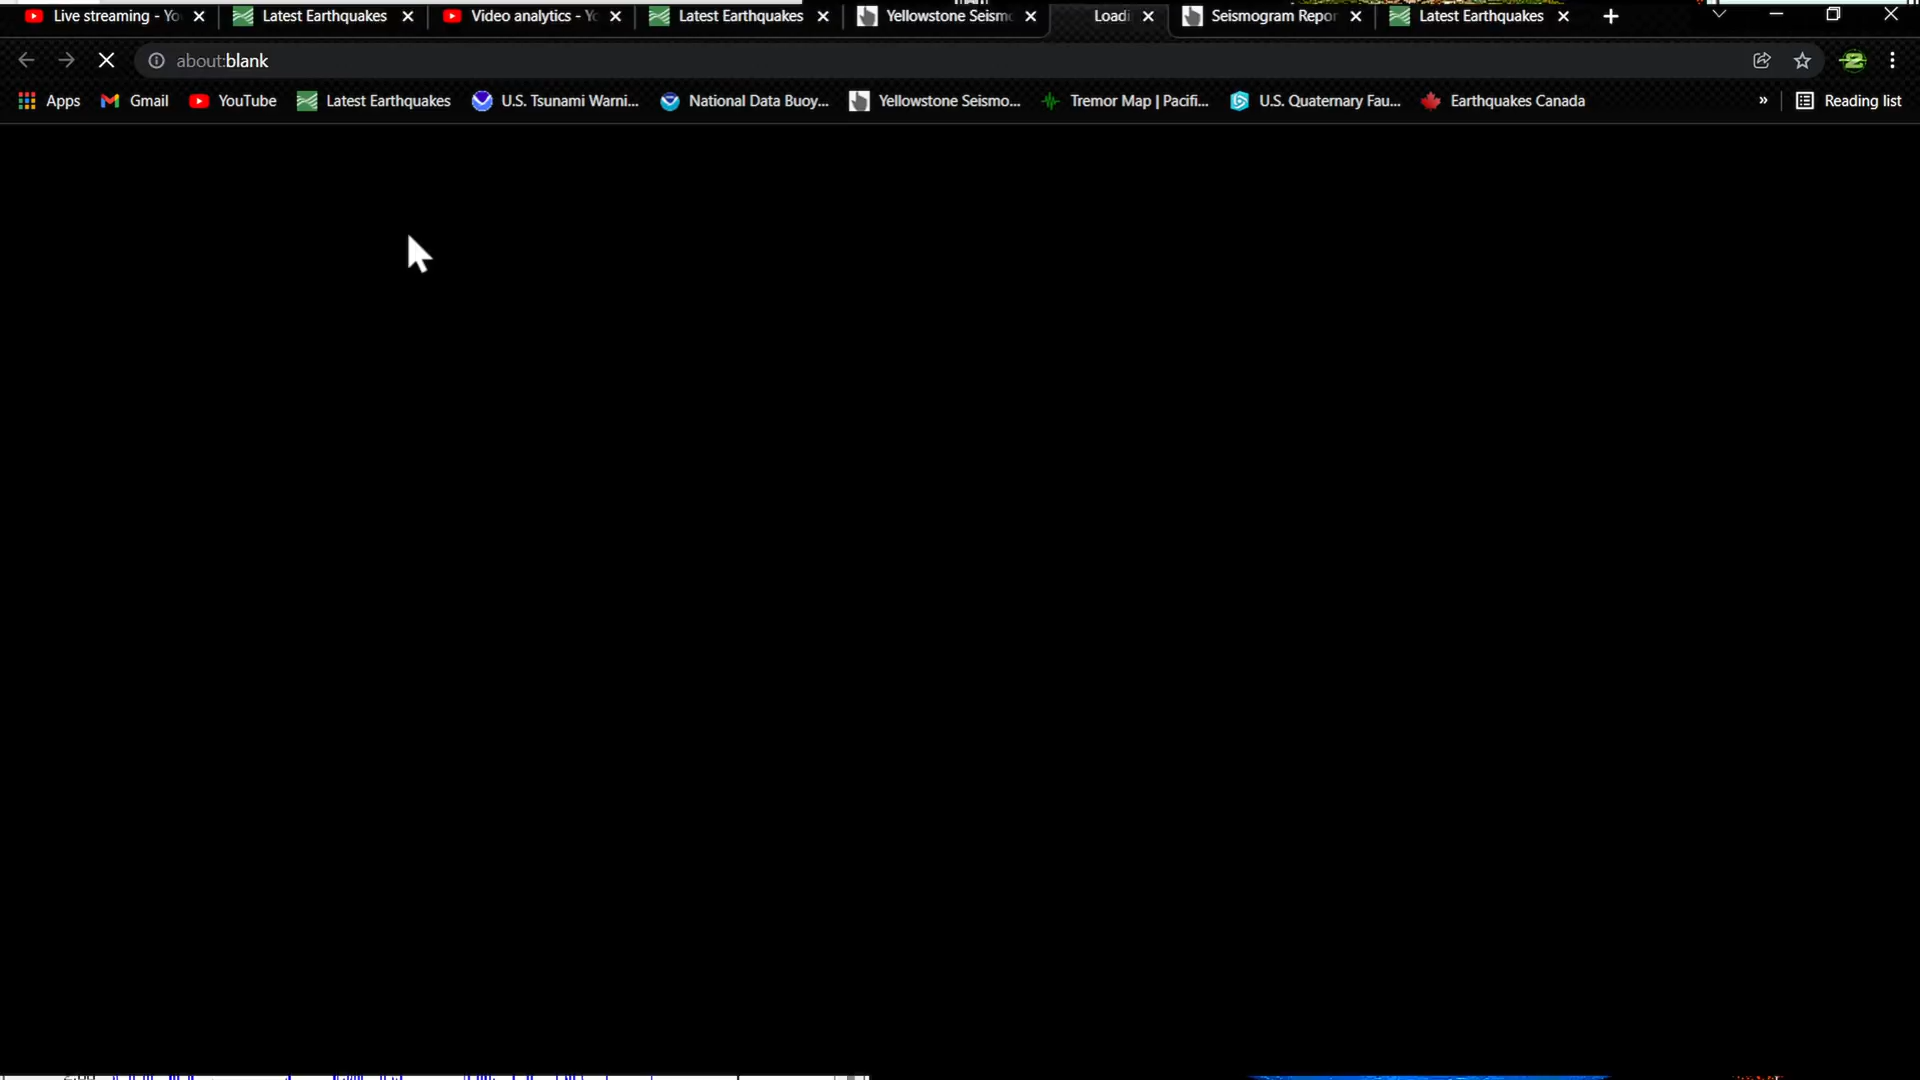 Live streaming - Yo Latest Earthquakes Video analytics - Yo Latest Earthquakes Yellowstone Seismo Loadi Seismogram Repor Latest Earthquakes
about:blank
Apps Gmail YouTube Latest Earthquakes U.S. Tsunami Warni... National Data Buoy... Yellowstone Seismo... Tremor Map | Pacifi... U.S. Quaternary Fau... Earthquakes Canada » Reading list